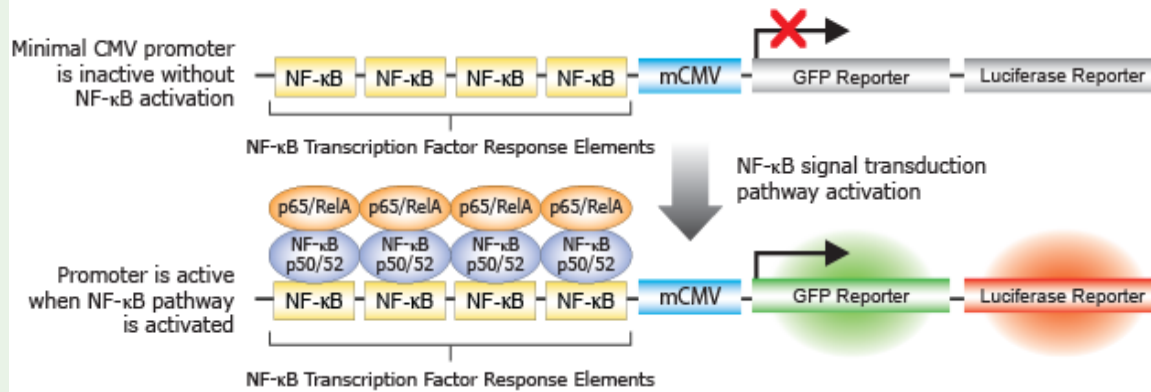 Minimal CMV promoter
is inactive without
NF-κB activation
NF-κB NF-κB NF-κB NF-κB mCMV GFP Reporter Luciferase Reporter
NF-κB Transcription Factor Response Elements
NF-κB signal transduction
pathway activation
p65/RelA p65/RelA p65/RelA p65/RelA
NF-κB NF-κB NF-κB NF-κB
p50/52 p50/52 p50/52 p50/52
Promoter is active
when NF-κB pathway
is activated
NF-κB NF-κB NF-κB NF-κB mCMV GFP Reporter Luciferase Reporter
NF-κB Transcription Factor Response Elements